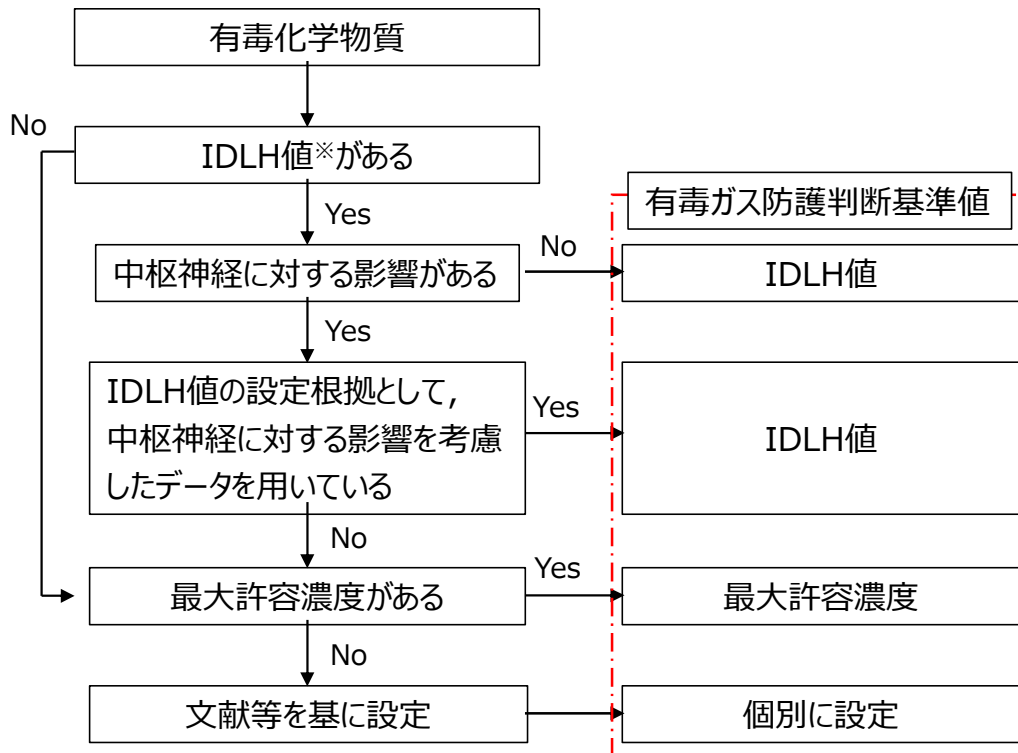 有毒化学物質
No
IDLH値※がある
Yes
有毒ガス防護判断基準値
中枢神経に対する影響がある
No
IDLH値
Yes
IDLH値の設定根拠として,
中枢神経に対する影響を考慮
したデータを用いている
Yes
IDLH値
No
最大許容濃度がある
Yes
最大許容濃度
No
文献等を基に設定
個別に設定